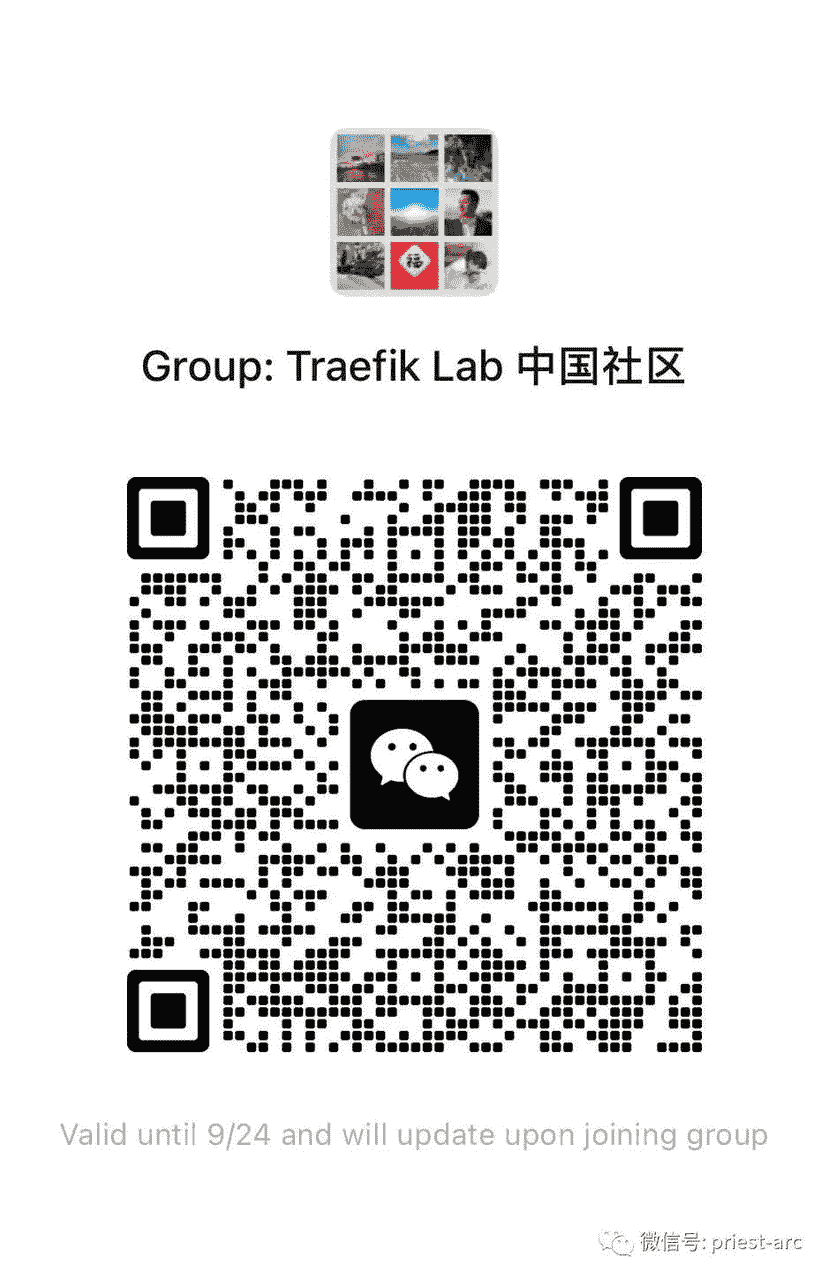 福
Group: Traefik Lab 中国社区
Valid until 9/24 and will update upon joining group
微信号: priest-arc